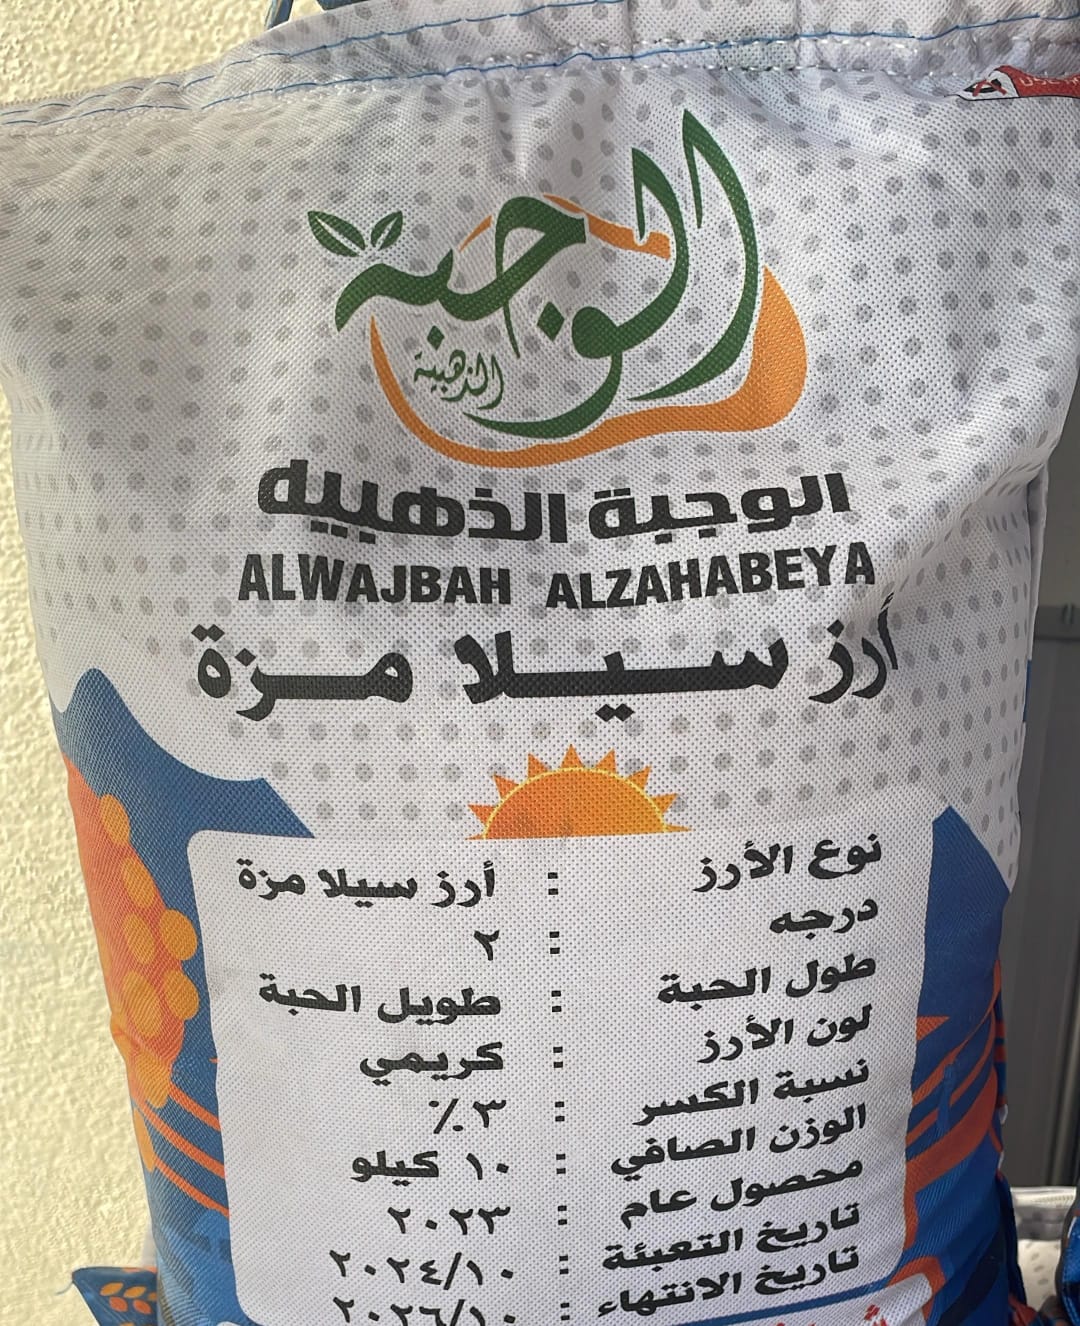 الوجبة
الذهبية
الوجبة الذهبيه
ALWAJBAH ALZAHABEYA
أرز سيلا مزة
نوع الأرز : أرز سيلا مزة
درجه : ٢
طول الحبة : طويل الحبة
لون الأرز : كريمي
نسبة الكسر : ٣٪
الوزن الصافي : ١٠ كيلو
محصول عام : ٢٠٢٣
تاريخ التعبئة : ٢٠٢٤/١٠
تاريخ الانتهاء : ٢٠٢٦/١٠